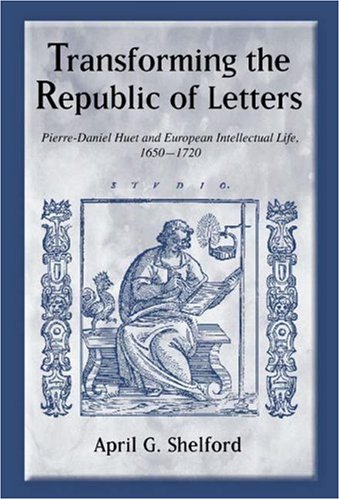 Transforming the
Republic of Letters
Pierre-Daniel Huet and European Intellectual Life,
1650—1720
STVDIO.
April G. Shelford